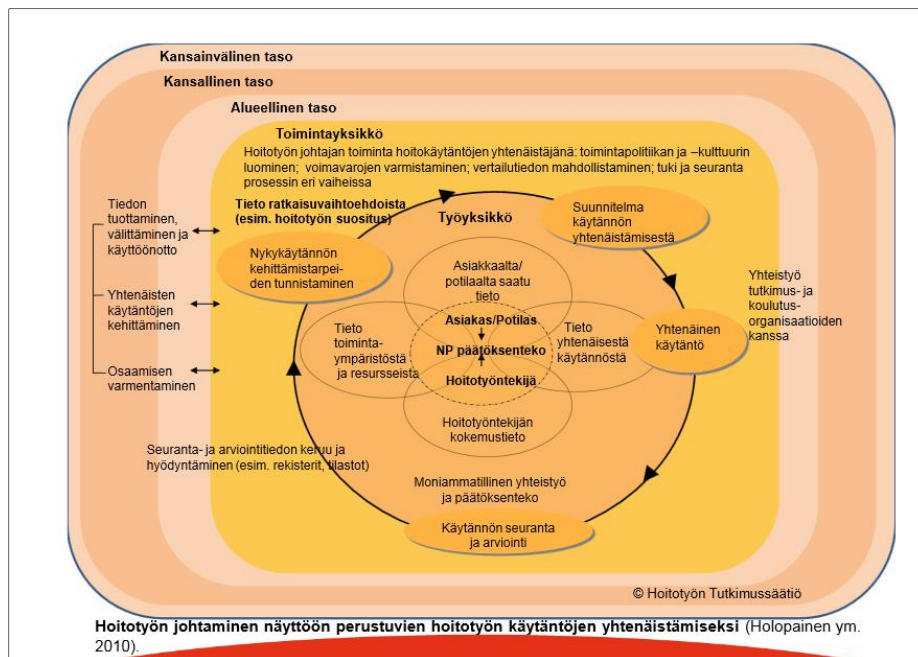 Kansainvälinen taso
Kansallinen taso
Alueellinen taso
Toimintayksikkö
Hoitotyön johtajan toiminta hoitokäytäntöjen yhtenäistäjänä: toimintapolitiikan ja –kulttuurin
luominen; voimavarojen varmistaminen; vertailutiedon mahdollistaminen; tuki ja seuranta
prosessin eri vaiheissa
Tiedon
tuottaminen,
välittäminen ja
käyttöönotto
Yhtenäisten
käytäntöjen
kehittäminen
Osaamisen
varmentaminen
Tieto ratkaisuvaihtoehdoista
(esim. hoitotyön suositus)
Nykykäytännön
kehittämistarpei-
den tunnistaminen
Työyksikkö
Suunnitelma
käytännön
yhtenäistämisestä
Asiakkaalta/
potilaalta saatu
tieto
Tieto
toiminta-
ympäristöstä
ja resursseista
Asiakas/Potilas
NP päätöksenteko
Hoitotyöntekijä
Tieto
yhtenäisestä
käytännöstä
Yhtenäinen
käytäntö
Yhteistyö
tutkimus- ja
koulutus-
organisaatioiden
kanssa
Hoitotyöntekijän
kokemustieto
Seuranta- ja arviointitiedon keruu ja
hyödyntäminen (esim. rekisterit, tilastot)
Moniammatillinen yhteistyö
ja päätöksenteko
Käytännön seuranta
ja arviointi
© Hoitotyön Tutkimussäätiö
Hoitotyön johtaminen näyttöön perustuvien hoitotyön käytäntöjen yhtenäistämiseksi (Holopainen ym.
2010).